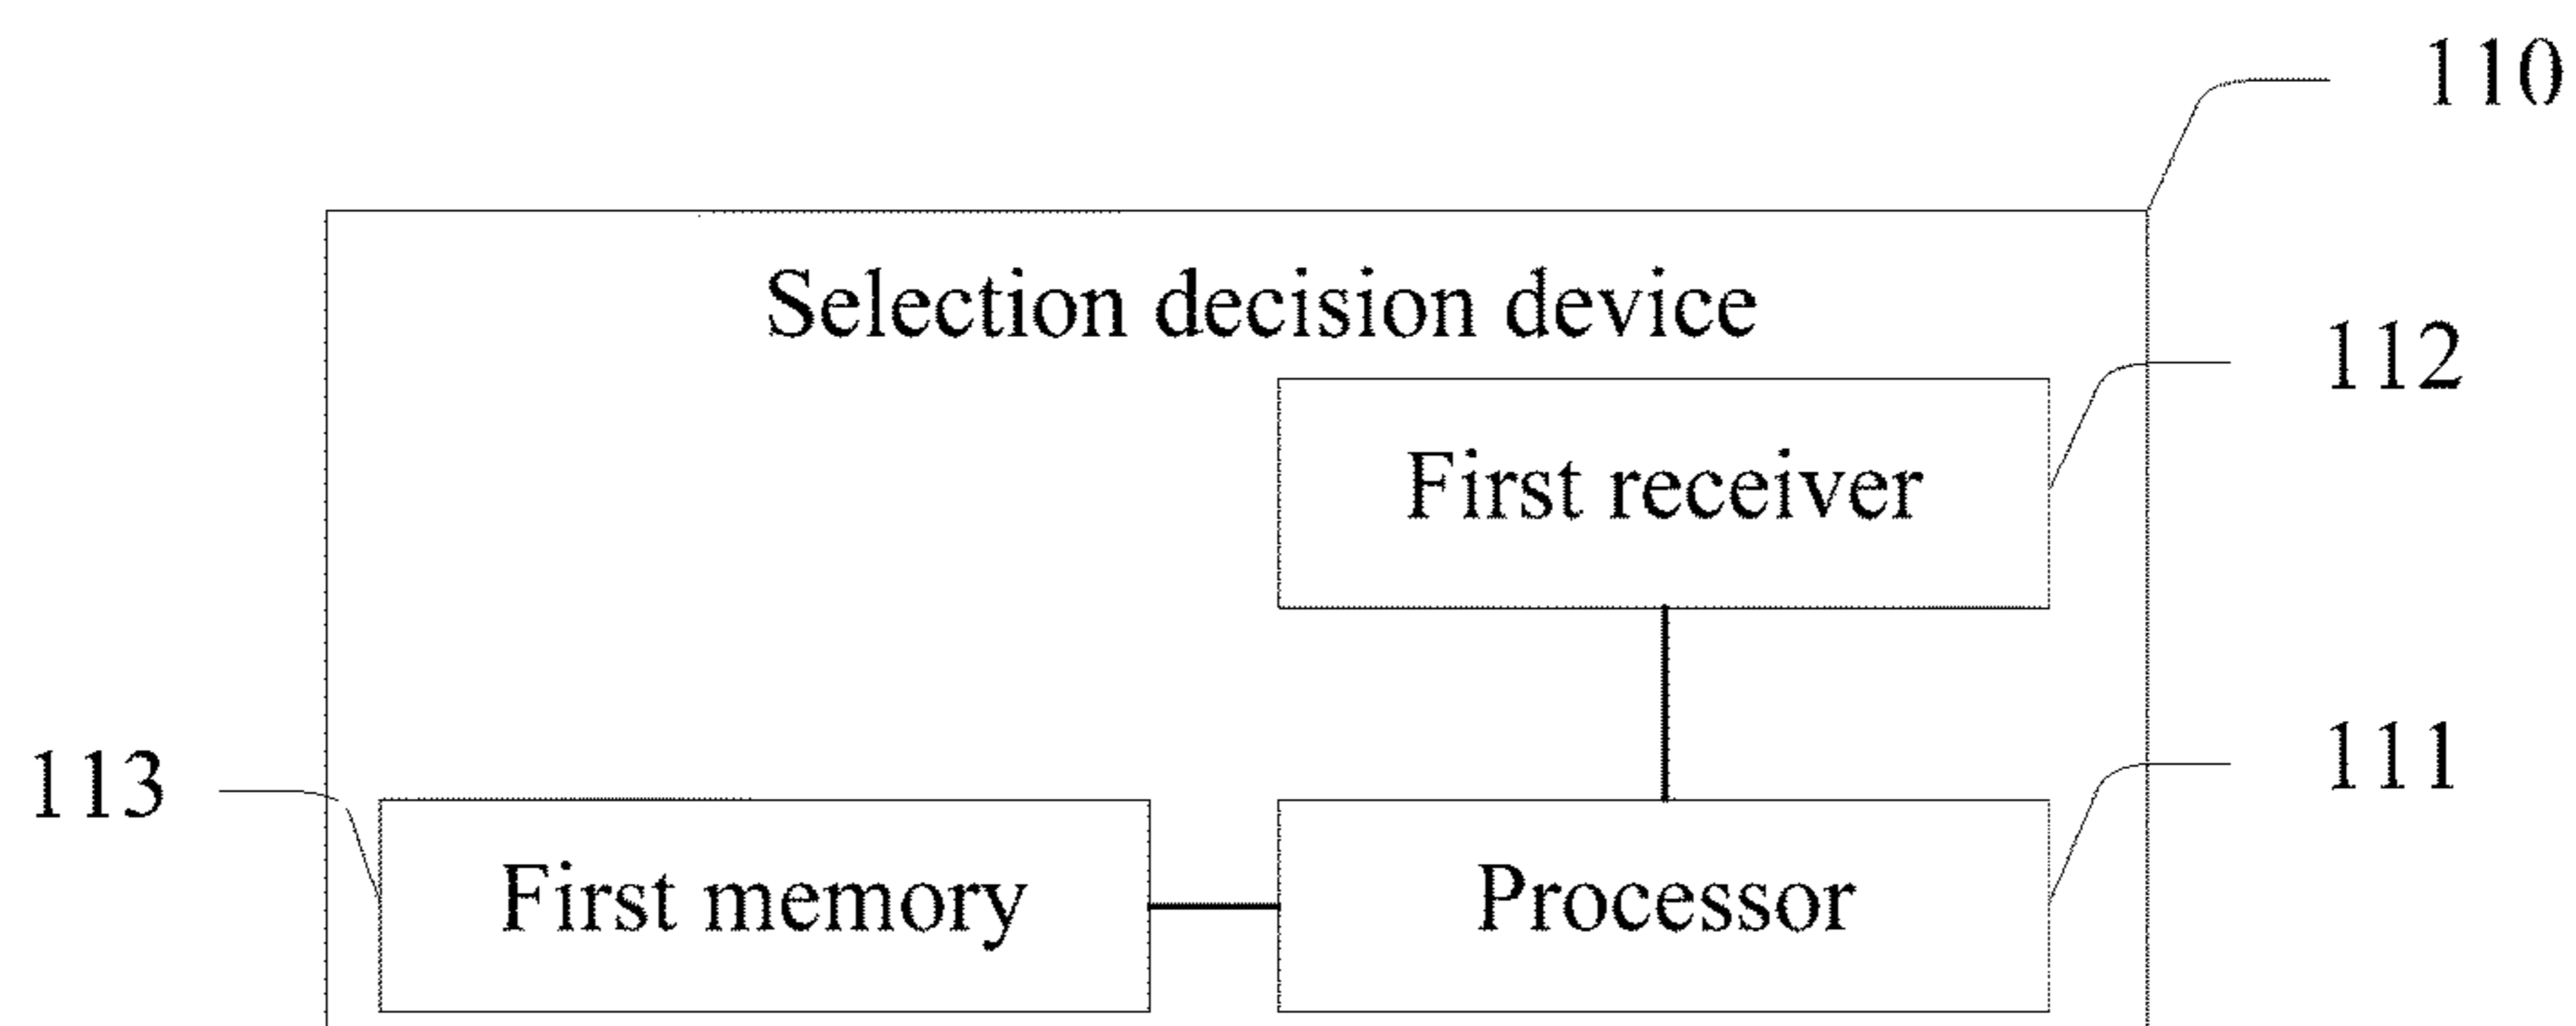 110
Selection decision device
112
First receiver
113
111
First memory
Processor